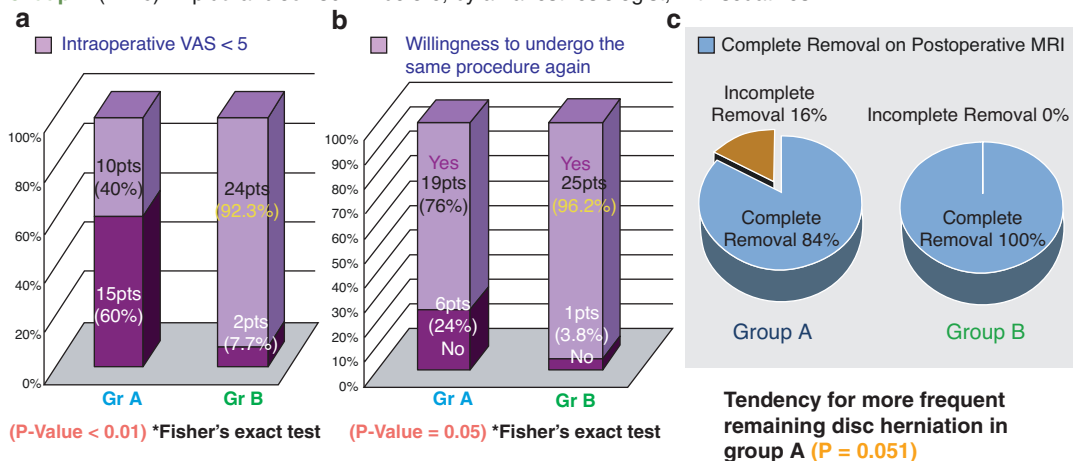 a
Intraoperative VAS < 5
100%
80%
60%
40%
20%
0%
10pts
(40%)
15pts
(60%)
24pts
(92.3%)
2pts
(7.7%)
Gr A
Gr B
(P-Value < 0.01) *Fisher's exact test
b
Willingness to undergo the
same procedure again
100%
90%
80%
70%
60%
50%
40%
30%
20%
10%
0%
Yes
19pts
(76%)
6pts
(24%)
No
Yes
25pts
(96.2%)
1pts
(3.8%)
No
Gr A
Gr B
(P-Value = 0.05) *Fisher's exact test
c
Complete Removal on Postoperative MRI
Incomplete
Removal 16%
Complete
Removal 84%
Group A
Incomplete Removal 0%
Complete
Removal 100%
Group B
Tendency for more frequent
remaining disc herniation in
group A (P = 0.051)